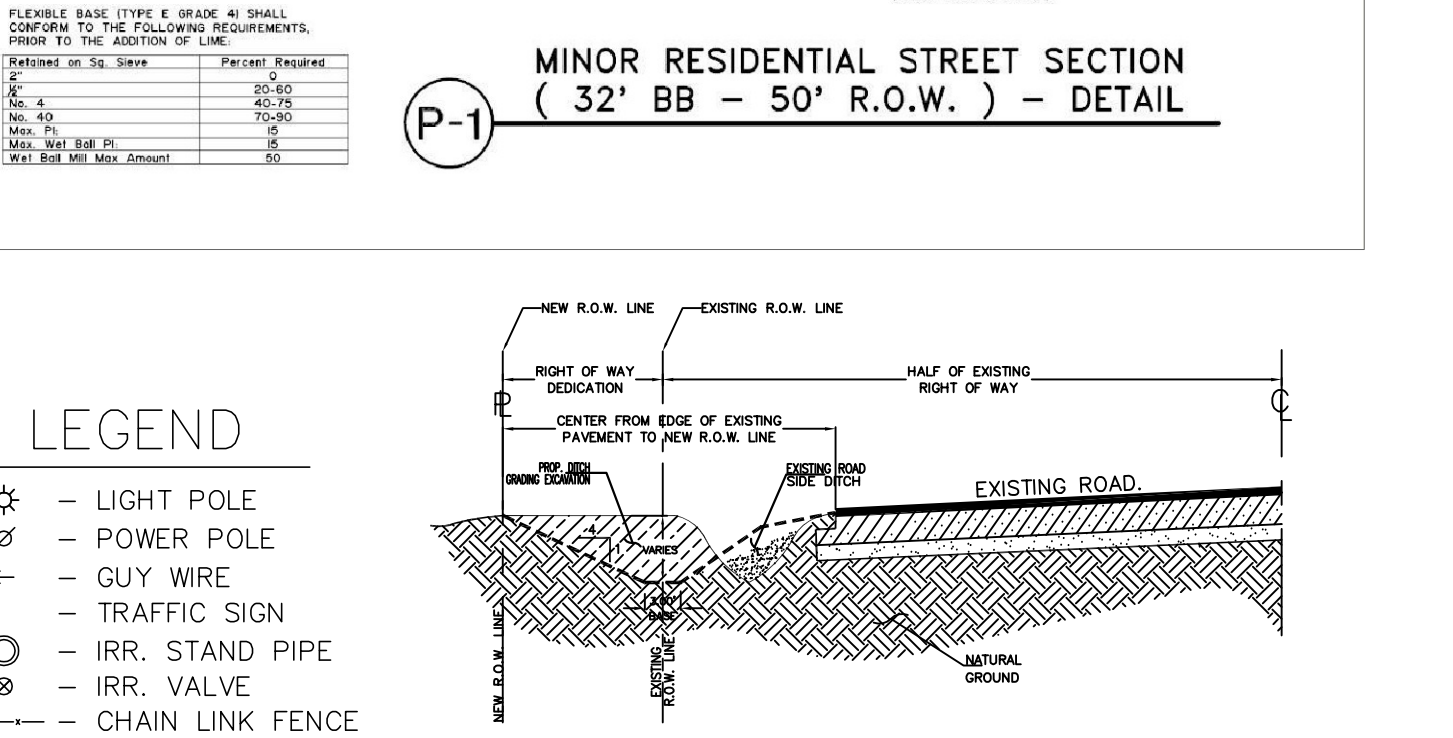 FLEXIBLE BASE (TYPE E GRADE 4) SHALL
CONFORM TO THE FOLLOWING REQUIREMENTS,
PRIOR TO THE ADDITION OF LIME:
Retained on Sq. Sieve Percent Required
2" 0
½" 20-60
No. 4 40-75
No. 40 70-90
Max. PI: 15
Max. Wet Ball PI: 15
Wet Ball Mill Max Amount 50
P-1
MINOR RESIDENTIAL STREET SECTION
( 32' BB - 50' R.O.W. ) - DETAIL
NEW R.O.W. LINE
EXISTING R.O.W. LINE
RIGHT OF WAY
DEDICATION
HALF OF EXISTING
RIGHT OF WAY
PL
CL
CENTER FROM EDGE OF EXISTING
PAVEMENT TO NEW R.O.W. LINE
PROP. DITCH
GRADING EXCAVATION
EXISTING ROAD
SIDE DITCH
EXISTING ROAD.
4
1
VARIES
3.00'
BASE
NEW R.O.W. LINE
EXISTING
R.O.W. LINE
NATURAL
GROUND
LEGEND
- LIGHT POLE
- POWER POLE
- GUY WIRE
- TRAFFIC SIGN
- IRR. STAND PIPE
- IRR. VALVE
-x- - CHAIN LINK FENCE